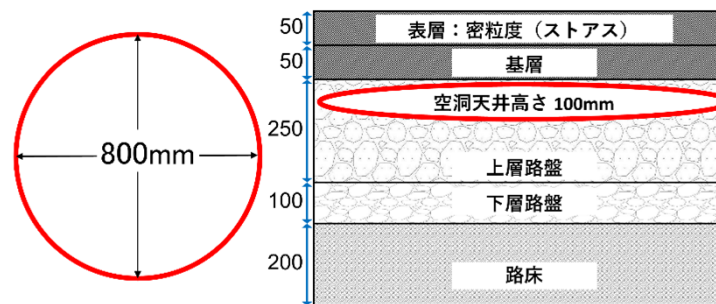 800mm
50
表層：密粒度（ストアス）
50
基層
空洞天井高さ 100mm
250
上層路盤
100
下層路盤
200
路床